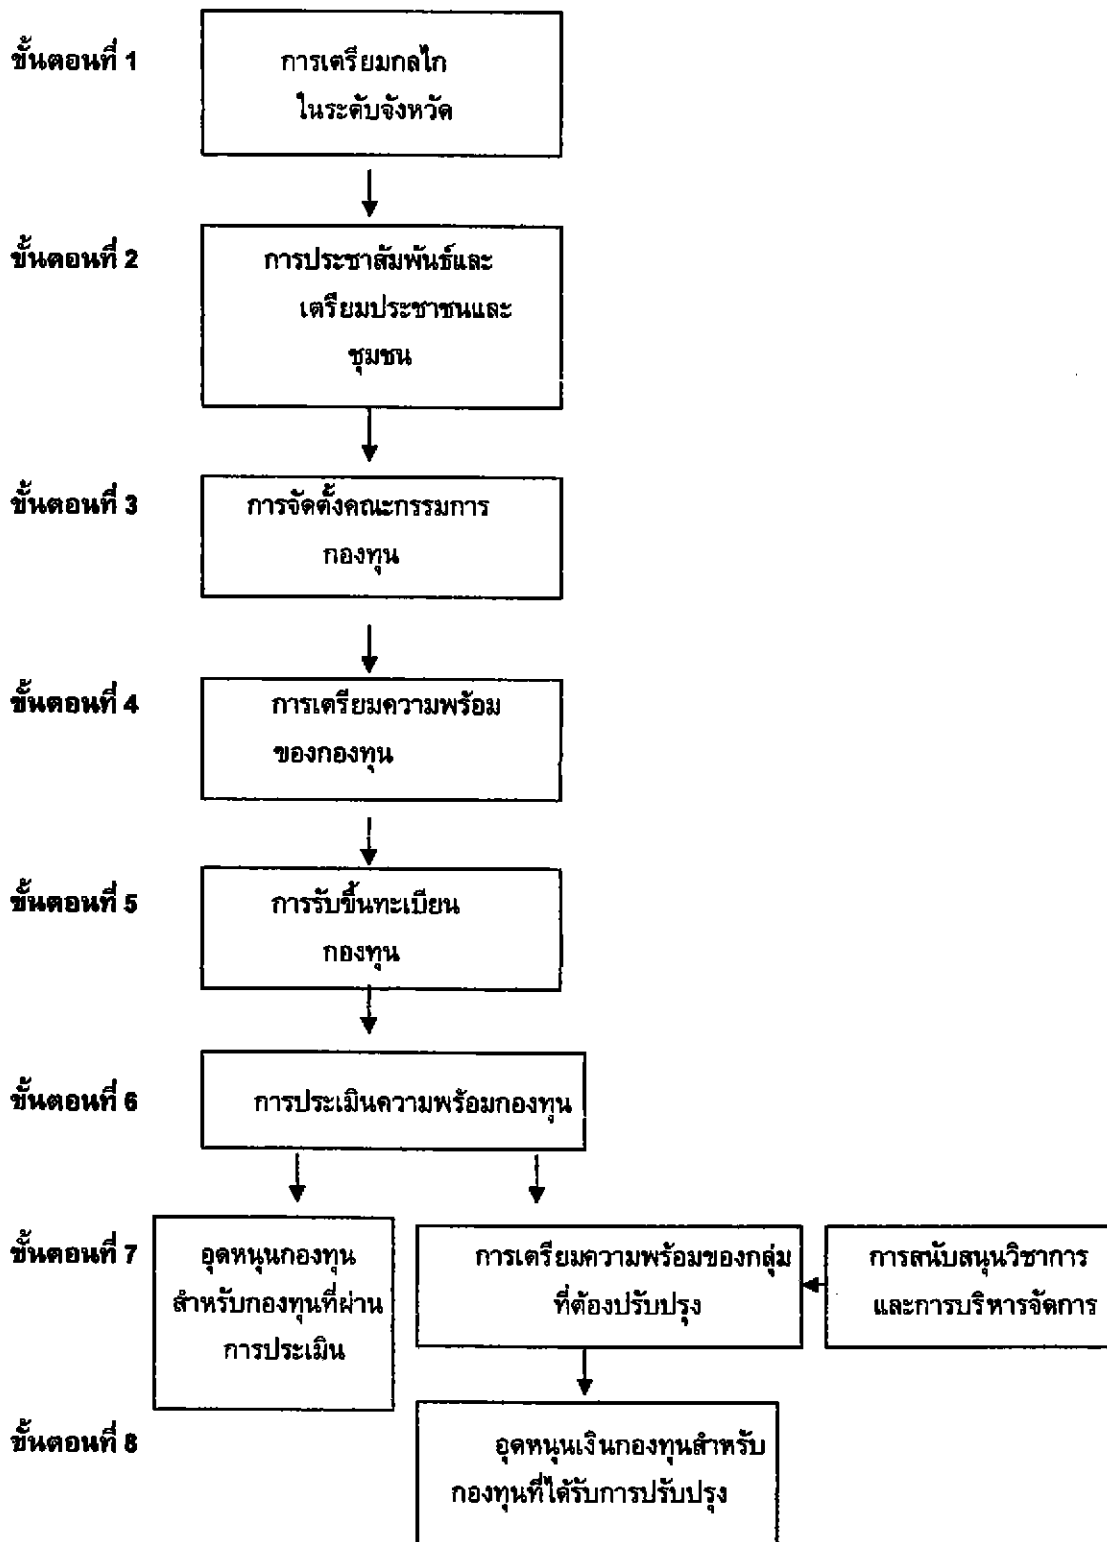 ขั้นตอนที่ 1
การเตรียมกลไก
ในระดับจังหวัด
ขั้นตอนที่ 2
การประชาสัมพันธ์และ
เตรียมประชาชนและ
ชุมชน
ขั้นตอนที่ 3
การจัดตั้งคณะกรรมการ
กองทุน
ขั้นตอนที่ 4
การเตรียมความพร้อม
ของกองทุน
ขั้นตอนที่ 5
การรับขึ้นทะเบียน
กองทุน
ขั้นตอนที่ 6
การประเมินความพร้อมกองทุน
ขั้นตอนที่ 7
อุดหนุนกองทุน
สำหรับกองทุนที่ผ่าน
การประเมิน
การเตรียมความพร้อมของกลุ่ม
ที่ต้องปรับปรุง
การสนับสนุนวิชาการ
และการบริหารจัดการ
ขั้นตอนที่ 8
อุดหนุนเงินกองทุนสำหรับ
กองทุนที่ได้รับการปรับปรุง